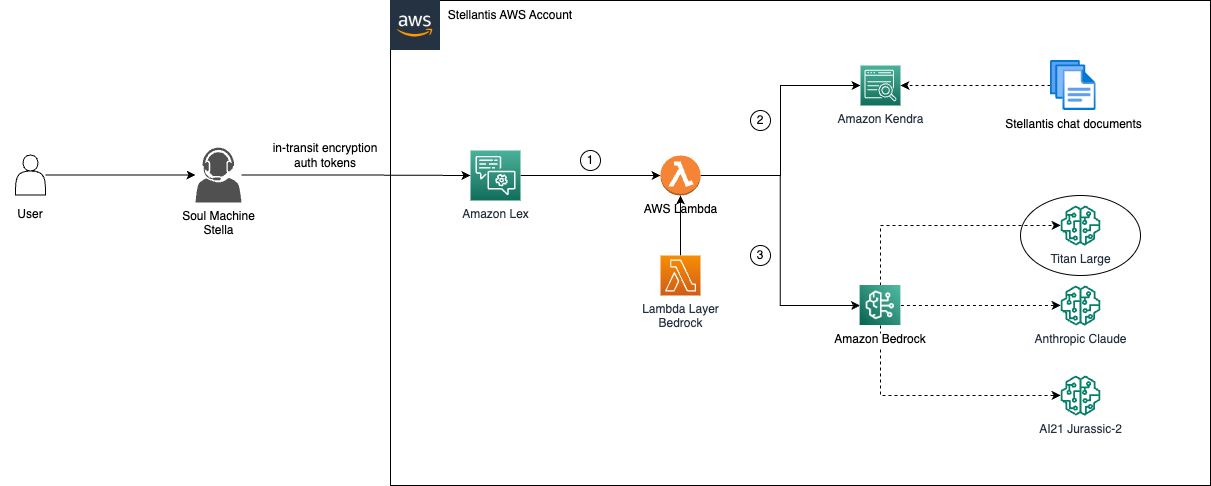 aws
Stellantis AWS Account
in-transit encryption
auth tokens
User
Soul Machine
Stella
Amazon Lex
1
AWS Lambda
Lambda Layer
Bedrock
2
Amazon Kendra
Stellantis chat documents
3
Amazon Bedrock
Titan Large
Anthropic Claude
AI21 Jurassic-2